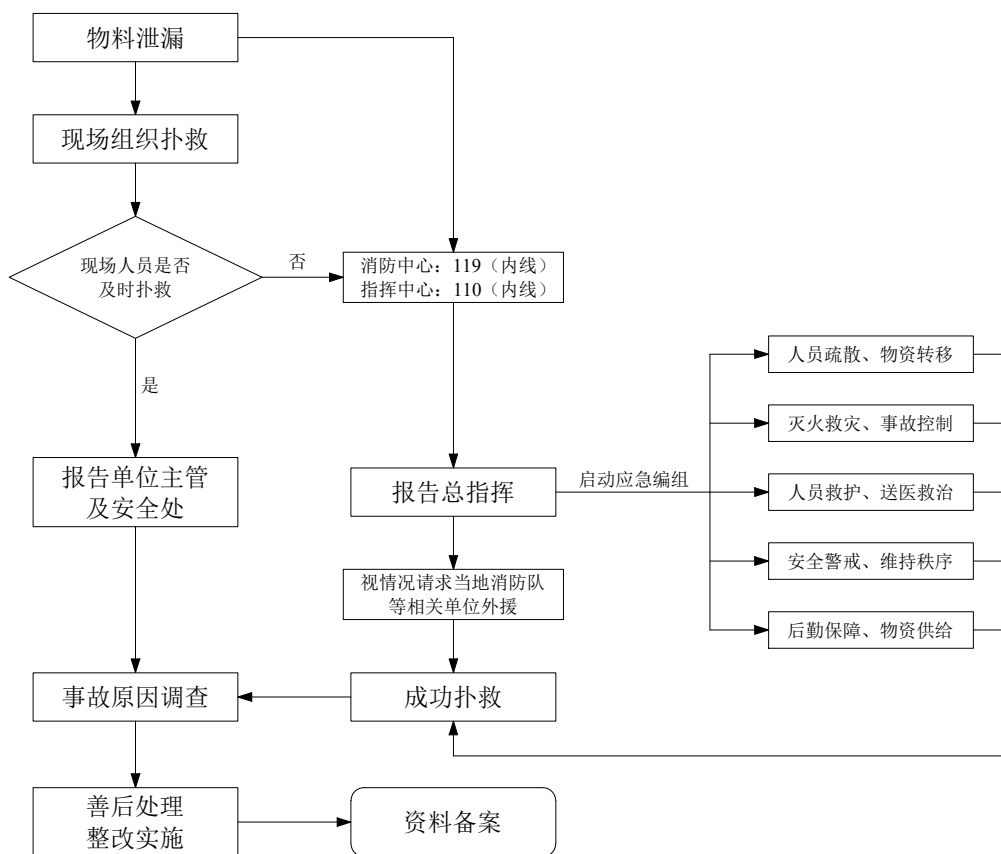 物料泄漏
现场组织扑救
现场人员是否
及时扑救
否
消防中心：119（内线）
指挥中心：110（内线）
是
报告单位主管
及安全处
报告总指挥
启动应急编组
人员疏散、物资转移
灭火救灾、事故控制
人员救护、送医救治
安全警戒、维持秩序
后勤保障、物资供给
视情况请求当地消防队
等相关单位外援
事故原因调查
成功扑救
善后处理
整改实施
资料备案